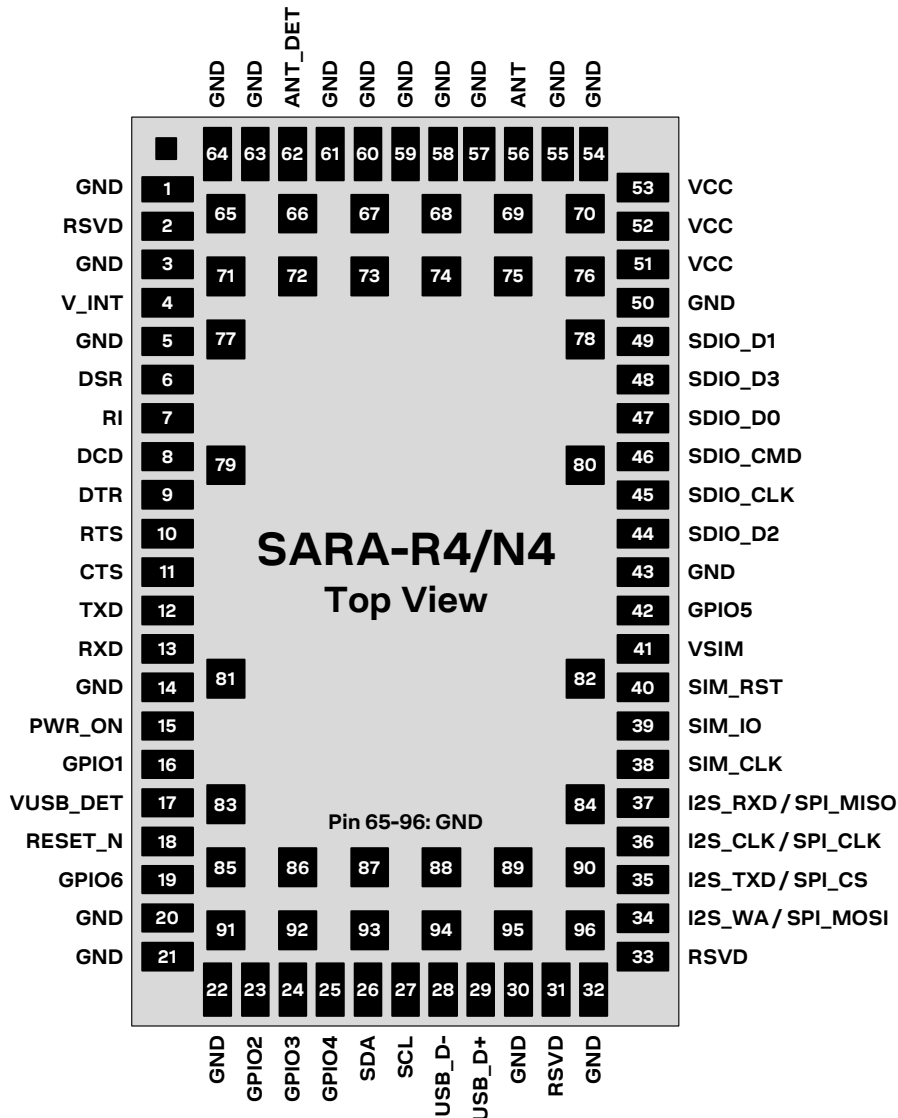 GND GND ANT_DET GND GND GND GND GND ANT GND GND
64 63 62 61 60 59 58 57 56 55 54
GND 1 53 VCC
65 66 67 68 69 70
RSVD 2 52 VCC
GND 3 51 VCC
71 72 73 74 75 76
V_INT 4 50 GND
GND 5 77 78 49 SDIO_D1
DSR 6 48 SDIO_D3
RI 7 47 SDIO_D0
DCD 8 79 80 46 SDIO_CMD
DTR 9 45 SDIO_CLK
RTS 10 44 SDIO_D2
SARA-R4/N4
CTS 11 43 GND
Top View
TXD 12 42 GPIO5
RXD 13 41 VSIM
GND 14 81 82 40 SIM_RST
PWR_ON 15 39 SIM_IO
GPIO1 16 38 SIM_CLK
VUSB_DET 17 83 84 37 I2S_RXD / SPI_MISO
Pin 65-96: GND
RESET_N 18 36 I2S_CLK / SPI_CLK
85 86 87 88 89 90
GPIO6 19 35 I2S_TXD / SPI_CS
GND 20 34 I2S_WA / SPI_MOSI
91 92 93 94 95 96
GND 21 33 RSVD
22 23 24 25 26 27 28 29 30 31 32
GND GPIO2 GPIO3 GPIO4 SDA SCL USB_D- USB_D+ GND RSVD GND